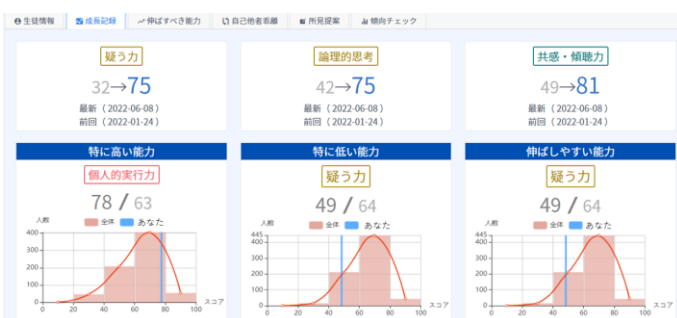 生徒情報 成長記録 伸ばすべき能力 自己他者乖離 所見提案 傾向チェック
疑う力 論理的思考 共感・傾聴力
32→75 42→75 49→81
最新（2022-06-08） 最新（2022-06-08） 最新（2022-06-08）
前回（2022-01-24） 前回（2022-01-24） 前回（2022-01-24）
特に高い能力 特に低い能力 伸ばしやすい能力
個人的実行力 疑う力 疑う力
78 / 63 49 / 64 49 / 64
人数 全体 あなた 人数 全体 あなた 人数 全体 あなた
400 445 445
300 400 400
200 300 300
100 200 200
0 100 100
0 0
0 20 40 60 80 100 スコア 0 20 40 60 80 100 スコア 0 20 40 60 80 100 スコア